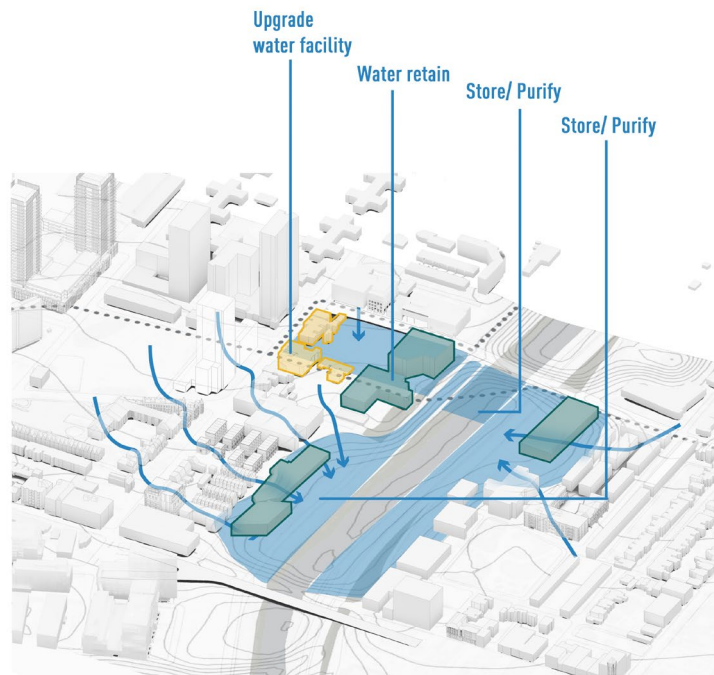 Upgrade
water facility
Water retain
Store/ Purify
Store/ Purify